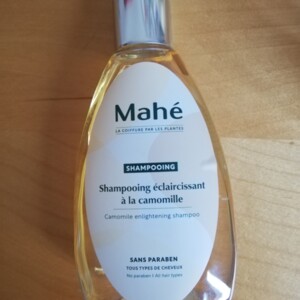 Mahé
LA COIFFURE PAR LES PLANTES
SHAMPOOING
Shampooing éclaircissant
à la camomille
Camomile enlightening shampoo
SANS PARABEN
TOUS TYPES DE CHEVEUX
No paraben I All hair types